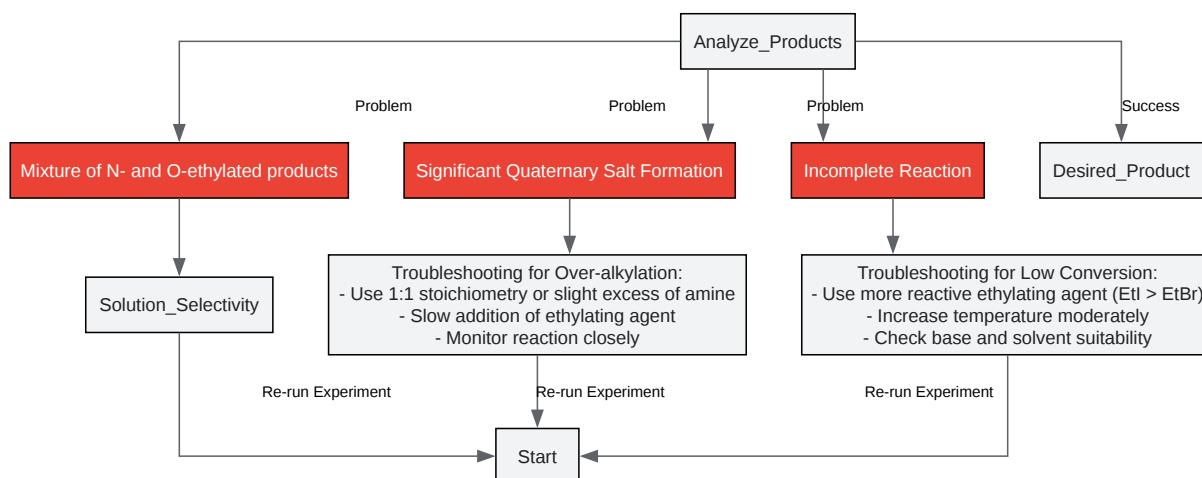 Analyze_Products
Problem
Problem
Problem
Success
Mixture of N- and O-ethylated products
Significant Quaternary Salt Formation
Incomplete Reaction
Desired_Product
Solution_Selectivity
Troubleshooting for Over-alkylation:
- Use 1:1 stoichiometry or slight excess of amine
- Slow addition of ethylating agent
- Monitor reaction closely
Troubleshooting for Low Conversion:
- Use more reactive ethylating agent (EtI > EtBr)
- Increase temperature moderately
- Check base and solvent suitability
Re-run Experiment
Re-run Experiment
Re-run Experiment
Start